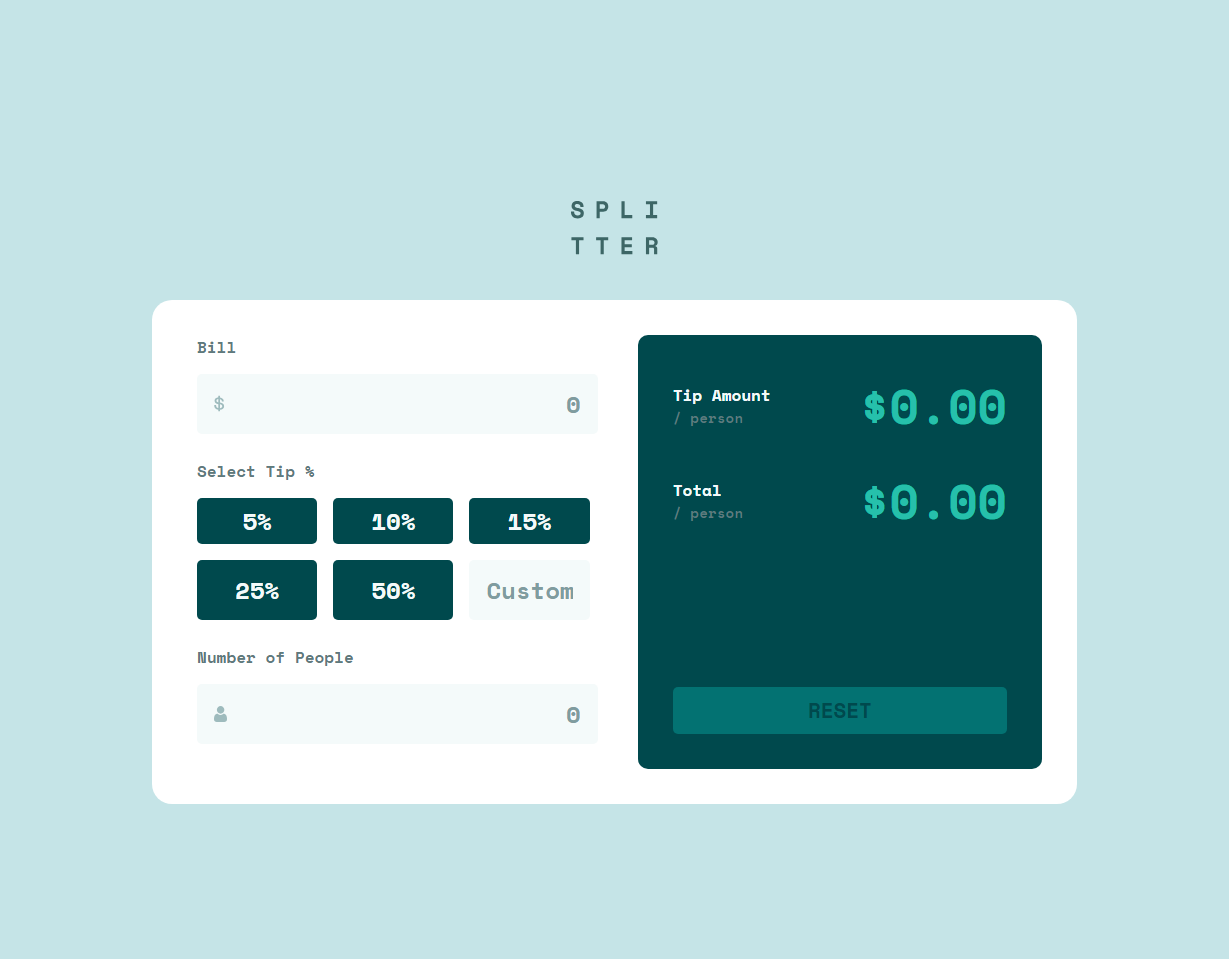 SPLI
TTER
Bill
$ 0
Select Tip %
5% 10% 15%
25% 50% Custom
Number of People
0
Tip Amount
/ person
$0.00
Total
/ person
$0.00
RESET